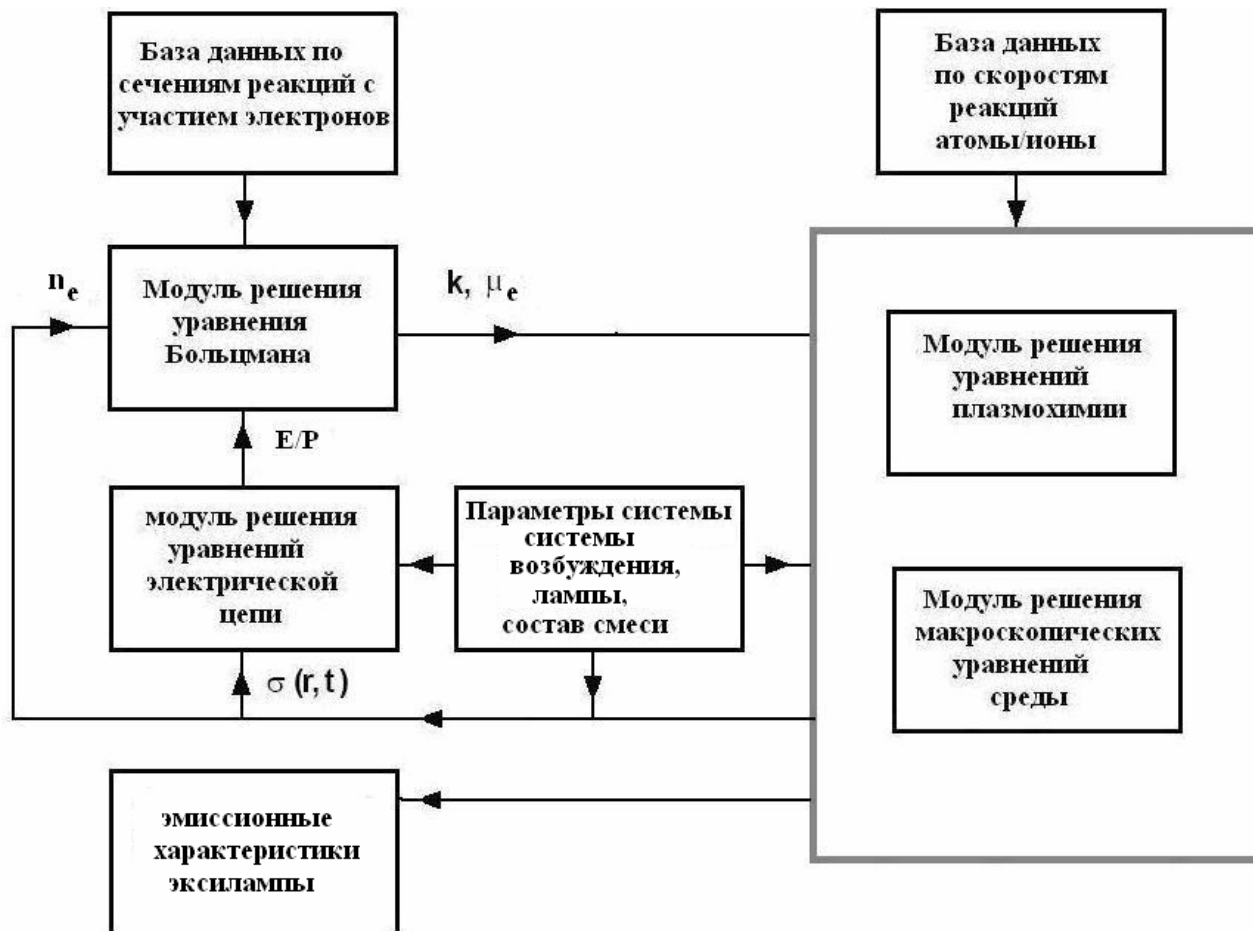 База данных по
сечениям реакций с
участием электронов
База данных
по скоростям
реакций
атомы/ионы
n e
Модуль решения
уравнения
Больцмана
k, μ e
Модуль решения
уравнений
плазмохимии
E/P
модуль решения
уравнений
электрической
цепи
Параметры системы
системы
возбуждения,
лампы,
состав смеси
Модуль решения
макроскопических
уравнений
среды
σ (r, t)
эмиссионные
характеристики
эксилампы